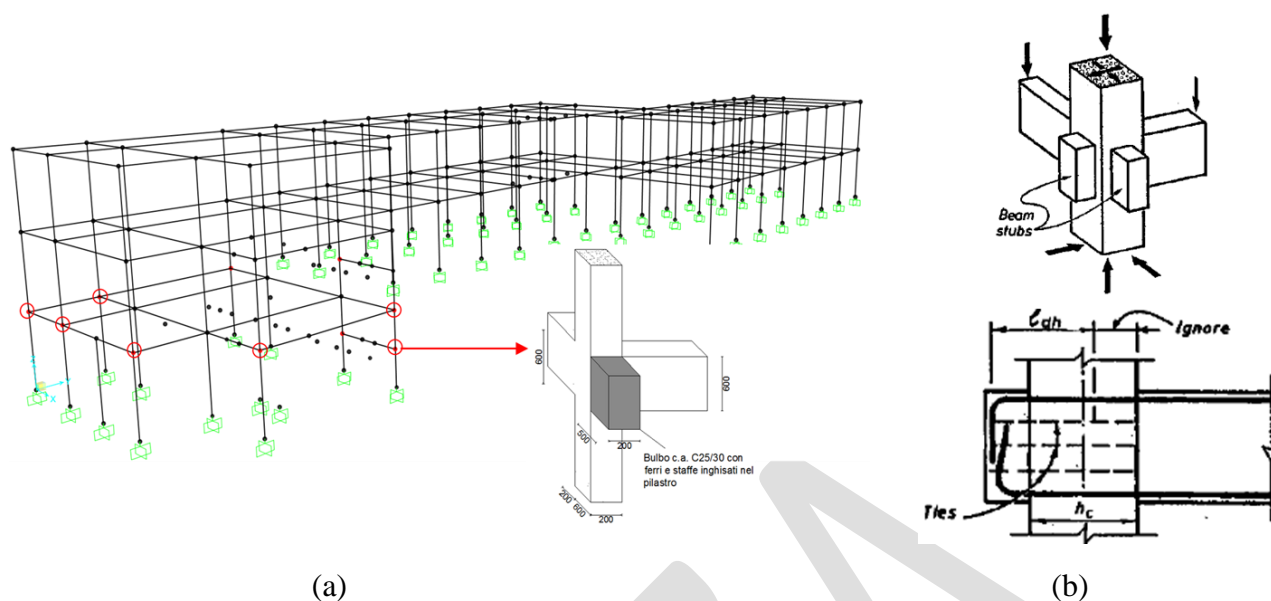 Beam
stubs
ℓdh
Ignore
600
600
500
200
Bulbo c.a. C25/30 con
ferri e staffe inghisati nel
pilastro
200
600
200
Ties
hc
(a)
(b)